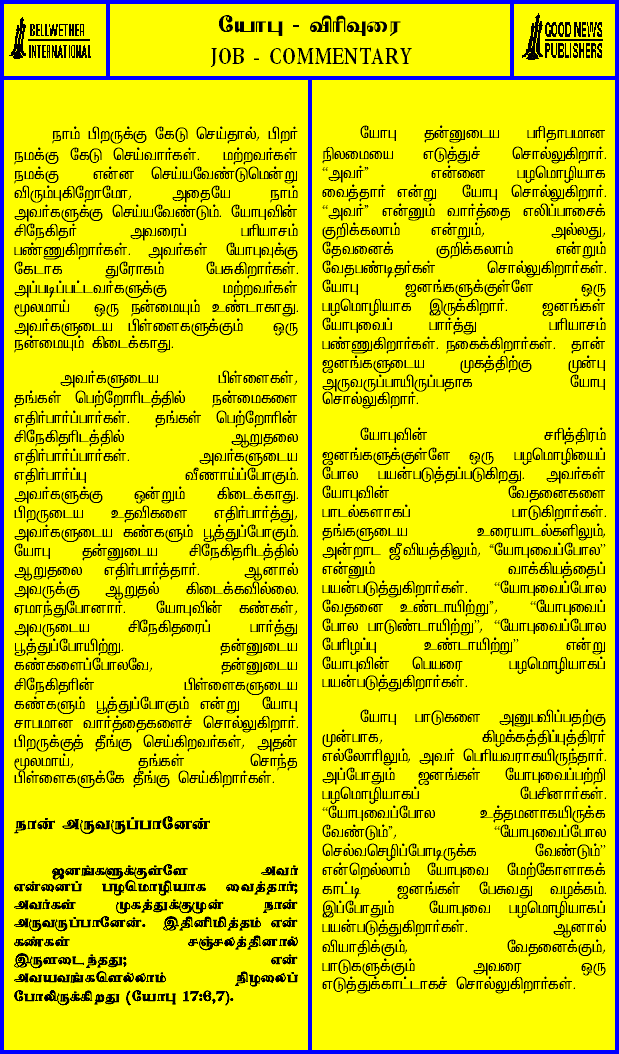 BELLWETHER
INTERNATIONAL
யோபு - விரிவுரை
JOB - COMMENTARY
GOOD NEWS
PUBLISHERS
நாம் பிறருக்கு கேடு செய்தால், பிறர்
நமக்கு கேடு செய்வார்கள். மற்றவர்கள்
நமக்கு என்ன செய்யவேண்டுமென்று
விரும்புகிறோமோ, அதையே நாம்
அவர்களுக்கு செய்யவேண்டும். யோபுவின்
சிநேகிதர் அவரைப் பரியாசம்
பண்ணுகிறார்கள். அவர்கள் யோபுவுக்கு
கேடாக துரோகம் பேசுகிறார்கள்.
அப்படிப்பட்டவர்களுக்கு மற்றவர்கள்
மூலமாய் ஒரு நன்மையும் உண்டாகாது.
அவர்களுடைய பிள்ளைகளுக்கும் ஒரு
நன்மையும் கிடைக்காது.
அவர்களுடைய பிள்ளைகள்,
தங்கள் பெற்றோரிடத்தில் நன்மைகளை
எதிர்பார்ப்பார்கள். தங்கள் பெற்றோரின்
சிநேகிதரிடத்தில் ஆறுதலை
எதிர்பார்ப்பார்கள். அவர்களுடைய
எதிர்பார்ப்பு வீணாய்ப்போகும்.
அவர்களுக்கு ஒன்றும் கிடைக்காது.
பிறருடைய உதவிகளை எதிர்பார்த்து,
அவர்களுடைய கண்களும் பூத்துப்போகும்.
யோபு தன்னுடைய சிநேகிதரிடத்தில்
ஆறுதலை எதிர்பார்த்தார். ஆனால்
அவருக்கு ஆறுதல் கிடைக்கவில்லை.
ஏமாந்துபோனார். யோபுவின் கண்கள்,
அவருடைய சிநேகிதரைப் பார்த்து
பூத்துப்போயிற்று. தன்னுடைய
கண்களைப்போலவே, தன்னுடைய
சிநேகிதரின் பிள்ளைகளுடைய
கண்களும் பூத்துப்போகும் என்று யோபு
சாபமான வார்த்தைகளைச் சொல்லுகிறார்.
பிறருக்குத் தீங்கு செய்கிறவர்கள், அதன்
மூலமாய், தங்கள் சொந்த
பிள்ளைகளுக்கே தீங்கு செய்கிறார்கள்.
நான் அருவருப்பானேன்
ஜனங்களுக்குள்ளே அவர்
என்னைப் பழமொழியாக வைத்தார்;
அவர்கள் முகத்துக்குமுன் நான்
அருவருப்பானேன். இதினிமித்தம் என்
கண்கள் சஞ்சலத்தினால்
இருளடைந்தது; என்
அவயவங்களெல்லாம் நிழலைப்
போலிருக்கிறது (யோபு 17:6,7).
யோபு தன்னுடைய பரிதாபமான
நிலமையை எடுத்துச் சொல்லுகிறார்.
“அவர்” என்னை பழமொழியாக
வைத்தார் என்று யோபு சொல்லுகிறார்.
“அவர்” என்னும் வார்த்தை எலிப்பாசைக்
குறிக்கலாம் என்றும், அல்லது,
தேவனைக் குறிக்கலாம் என்றும்
வேதபண்டிதர்கள் சொல்லுகிறார்கள்.
யோபு ஜனங்களுக்குள்ளே ஒரு
பழமொழியாக இருக்கிறார். ஜனங்கள்
யோபுவைப் பார்த்து பரியாசம்
பண்ணுகிறார்கள். நகைக்கிறார்கள். தான்
ஜனங்களுடைய முகத்திற்கு முன்பு
அருவருப்பாயிருப்பதாக யோபு
சொல்லுகிறார்.
யோபுவின் சரித்திரம்
ஜனங்களுக்குள்ளே ஒரு பழமொழியைப்
போல பயன்படுத்தப்படுகிறது. அவர்கள்
யோபுவின் வேதனைகளை
பாடல்களாகப் பாடுகிறார்கள்.
தங்களுடைய உரையாடல்களிலும்,
அன்றாட ஜீவியத்திலும், “யோபுவைப்போல”
என்னும் வாக்கியத்தைப்
பயன்படுத்துகிறார்கள். “யோபுவைப்போல
வேதனை உண்டாயிற்று”, “யோபுவைப்
போல பாடுண்டாயிற்று”, “யோபுவைப்போல
பேரிழப்பு உண்டாயிற்று” என்று
யோபுவின் பெயரை பழமொழியாகப்
பயன்படுத்துகிறார்கள்.
யோபு பாடுகளை அனுபவிப்பதற்கு
முன்பாக, கிழக்கத்திப்புத்திரர்
எல்லோரிலும், அவர் பெரியவராகயிருந்தார்.
அப்போதும் ஜனங்கள் யோபுவைப்பற்றி
பழமொழியாகப் பேசினார்கள்.
“யோபுவைப்போல உத்தமனாகயிருக்க
வேண்டும்”, “யோபுவைப்போல
செல்வசெழிப்போடிருக்க வேண்டும்”
என்றெல்லாம் யோபுவை மேற்கோளாகக்
காட்டி ஜனங்கள் பேசுவது வழக்கம்.
இப்போதும் யோபுவை பழமொழியாகப்
பயன்படுத்துகிறார்கள். ஆனால்
வியாதிக்கும், வேதனைக்கும்,
பாடுகளுக்கும் அவரை ஒரு
எடுத்துக்காட்டாகச் சொல்லுகிறார்கள்.